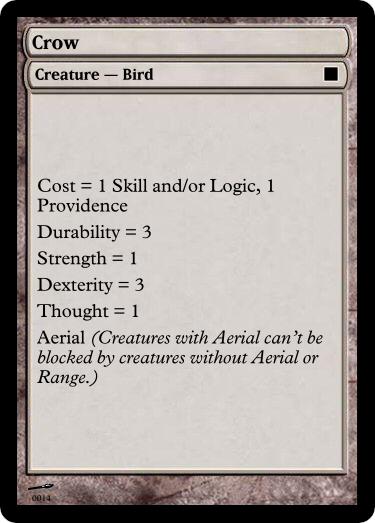 Crow
Creature — Bird
Cost = 1 Skill and/or Logic, 1
Providence
Durability = 3
Strength = 1
Dexterity = 3
Thought = 1
Aerial (Creatures with Aerial can't be
blocked by creatures without Aerial or
Range.)
0014